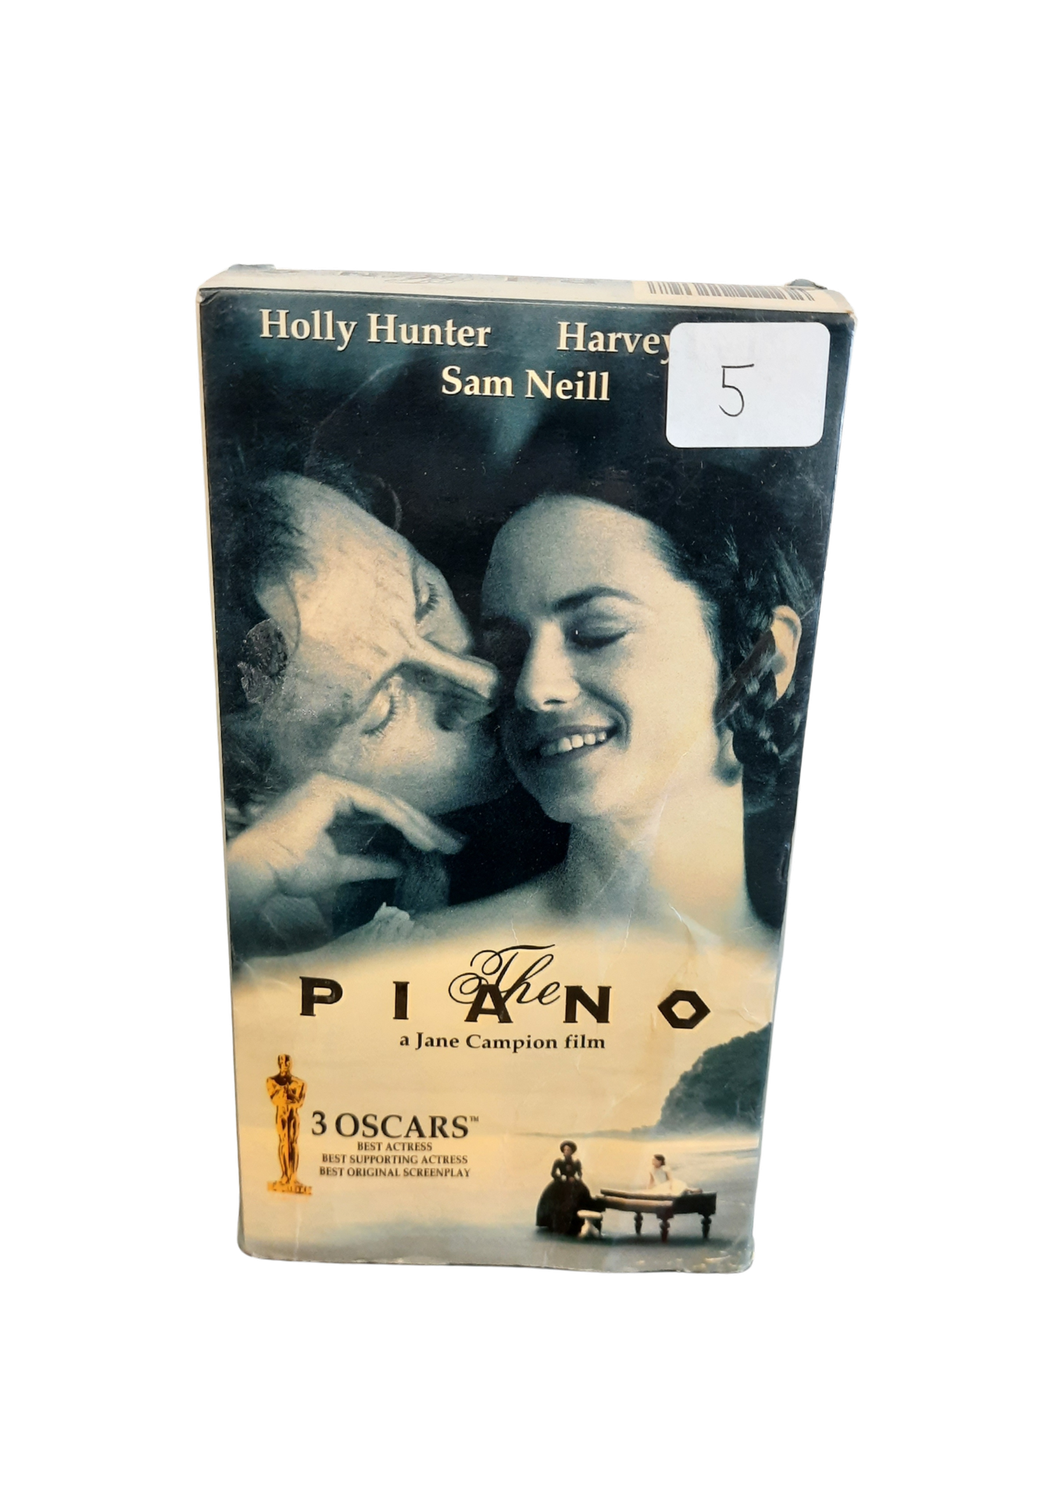 Holly Hunter Harvey
5
Sam Neill
The
PIANO
a Jane Campion film
3 OSCARS™
BEST ACTRESS
BEST SUPPORTING ACTRESS
BEST ORIGINAL SCREENPLAY